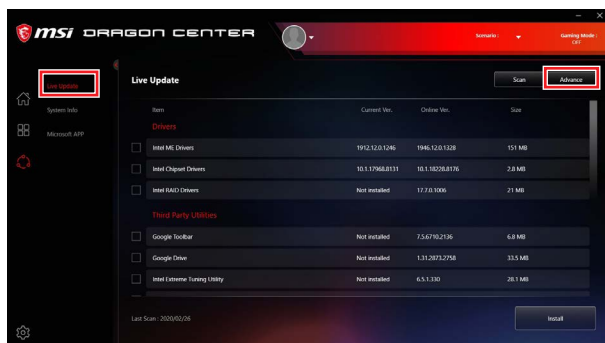 msi DRAGON CENTER
Scenario :
Gaming Mode :
OFF
Live Update
System Info
Microsoft APP
Live Update
Scan
Advance
Item Current Ver. Online Ver. Size
Drivers
Intel ME Drivers 1912.12.0.1246 1946.12.0.1328 151 MB
Intel Chipset Drivers 10.1.17968.8131 10.1.18228.8176 2.8 MB
Intel RAID Drivers Not installed 17.7.0.1006 21 MB
Third Party Utilities
Google Toolbar Not installed 7.5.6710.2136 6.8 MB
Google Drive Not installed 1.31.2873.2758 33.5 MB
Intel Extreme Tuning Utility Not installed 6.5.1.330 28.1 MB
Last Scan : 2020/02/26
Install